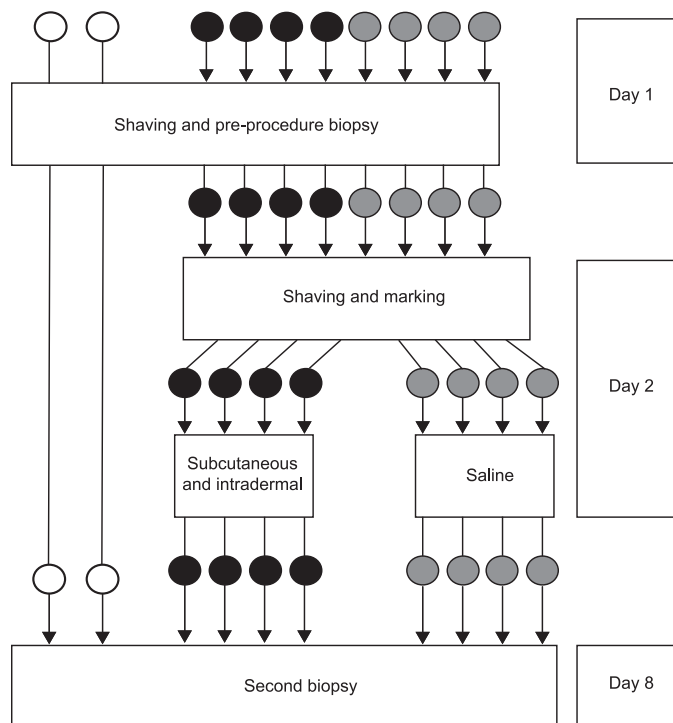 Shaving and pre-procedure biopsy
Day 1
Shaving and marking
Day 2
Subcutaneous
and intradermal
Saline
Second biopsy
Day 8